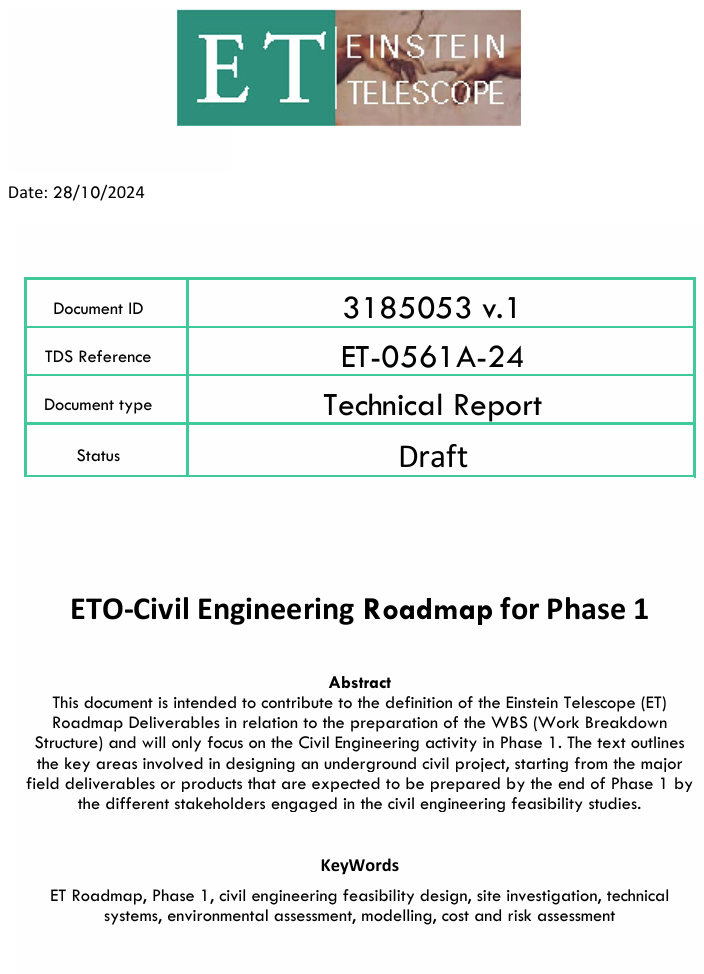 ET EINSTEIN
TELESCOPE
Date: 28/10/2024
Document ID 3185053 v.1
TDS Reference ET-0561A-24
Document type Technical Report
Status Draft
ETO-Civil Engineering Roadmap for Phase 1
Abstract
This document is intended to contribute to the definition of the Einstein Telescope (ET)
Roadmap Deliverables in relation to the preparation of the WBS (Work Breakdown
Structure) and will only focus on the Civil Engineering activity in Phase 1. The text outlines
the key areas involved in designing an underground civil project, starting from the major
field deliverables or products that are expected to be prepared by the end of Phase 1 by
the different stakeholders engaged in the civil engineering feasibility studies.
KeyWords
ET Roadmap, Phase 1, civil engineering feasibility design, site investigation, technical
systems, environmental assessment, modelling, cost and risk assessment